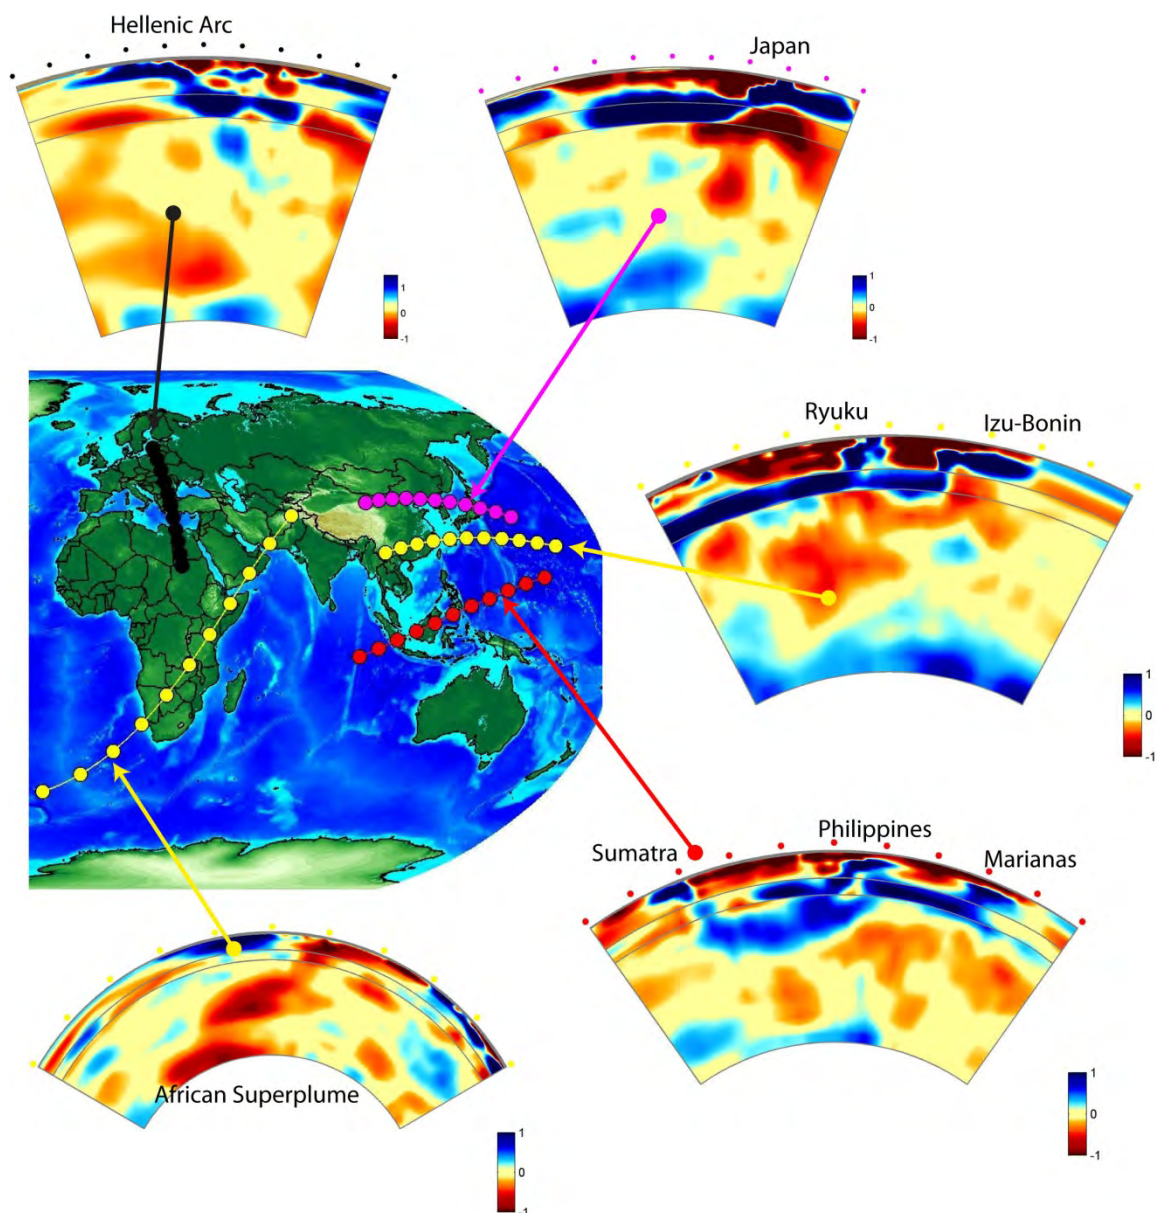 Hellenic Arc
Japan
1
0
-1
1
0
-1
Ryuku
Izu-Bonin
1
0
-1
Philippines
Sumatra
Marianas
African Superplume
1
0
-1
1
0
-1